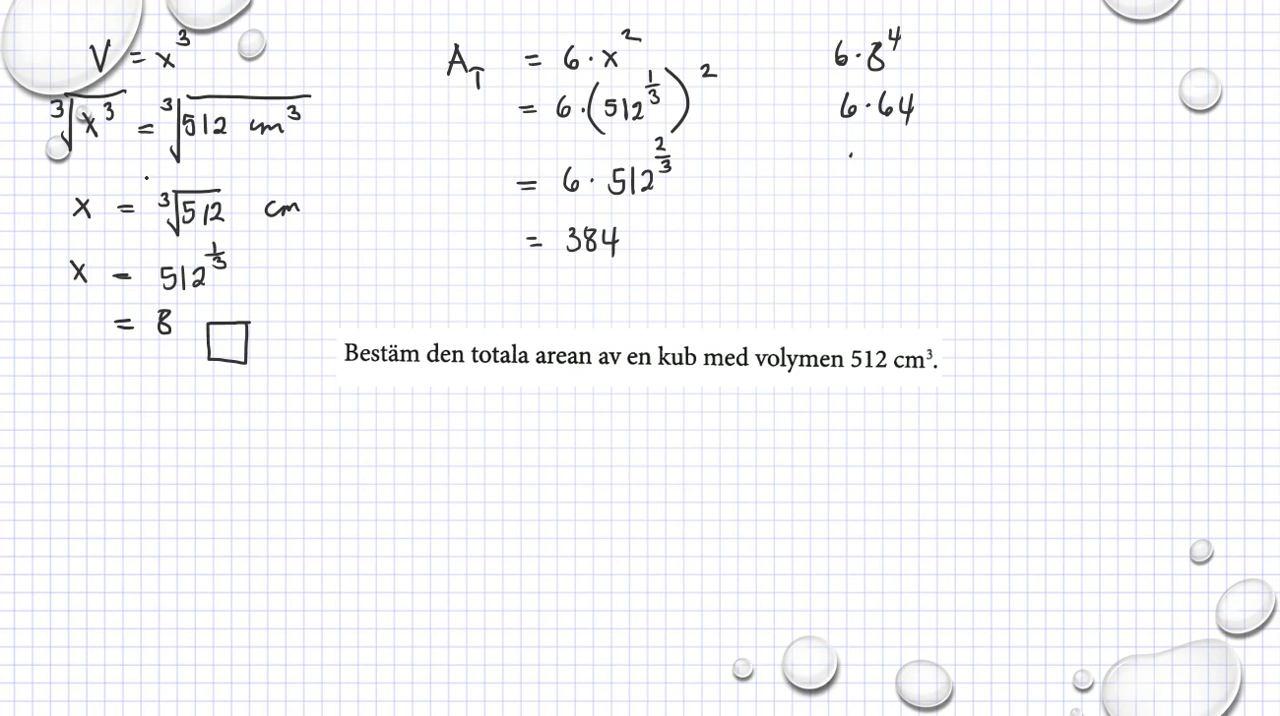 V = x³
∛x³ = ∛512 cm³
x = ∛512 cm
x = 512^(1/3)
= 8
A_T = 6 · x²
= 6 · (512^(1/3))²
= 6 · 512^(2/3)
= 384
6 · 8⁴
6 · 64
Bestäm den totala arean av en kub med volymen 512 cm³.